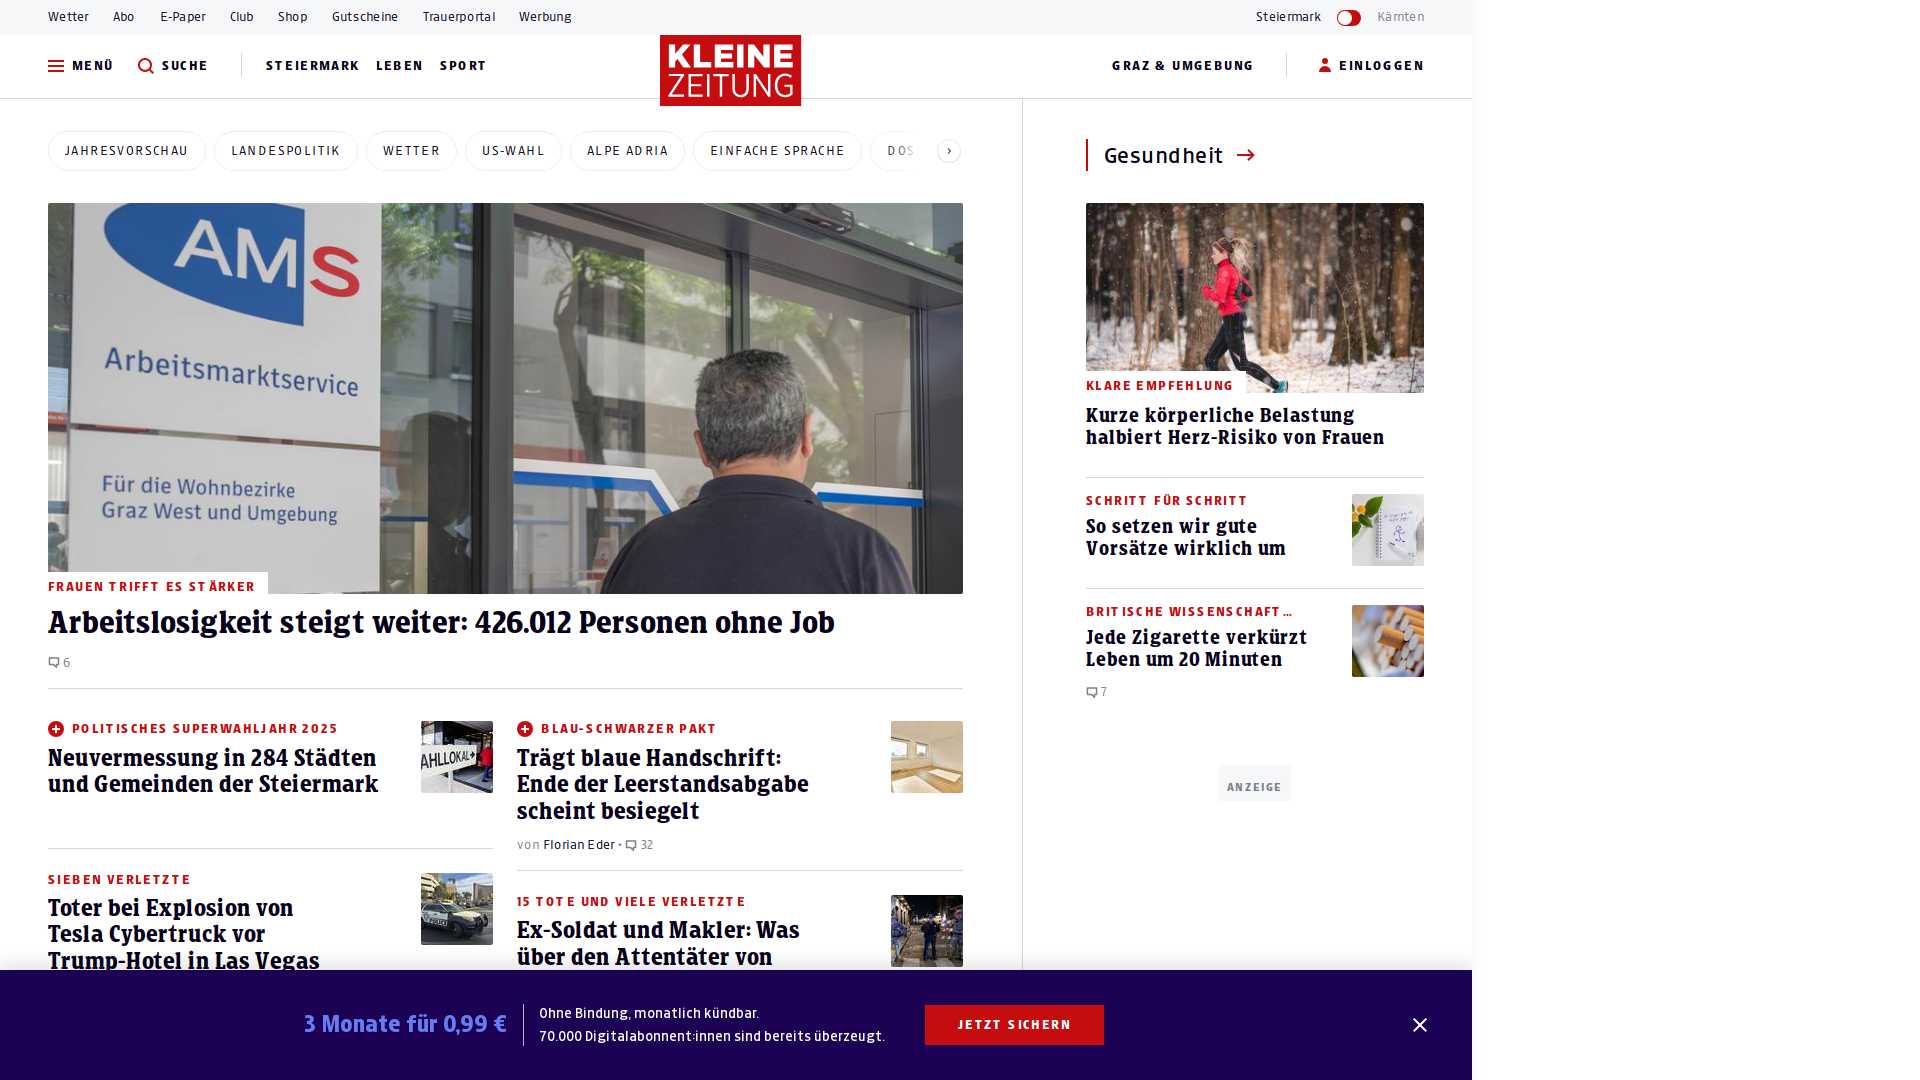 Wetter Abo E-Paper Club Shop Gutscheine Trauerportal Werbung
Steiermark Kärnten
MENÜ SUCHE STEIERMARK LEBEN SPORT
KLEINE
ZEITUNG
GRAZ & UMGEBUNG EINLOGGEN
JAHRESVORSCHAU LANDESPOLITIK WETTER US-WAHL ALPE ADRIA EINFACHE SPRACHE DOS
AMS
Arbeitsmarktservice
Für die Wohnbezirke
Graz West und Umgebung
FRAUEN TRIFFT ES STÄRKER
Arbeitslosigkeit steigt weiter: 426.012 Personen ohne Job
6
POLITISCHES SUPERWAHLJAHR 2025
Neuvermessung in 284 Städten
und Gemeinden der Steiermark
AHLLOKAL
BLAU-SCHWARZER PAKT
Trägt blaue Handschrift:
Ende der Leerstandsabgabe
scheint besiegelt
von Florian Eder • 32
SIEBEN VERLETZTE
Toter bei Explosion von
Tesla Cybertruck vor
Trump-Hotel in Las Vegas
POLICE
15 TOTE UND VIELE VERLETZTE
Ex-Soldat und Makler: Was
über den Attentäter von
Gesundheit
KLARE EMPFEHLUNG
Kurze körperliche Belastung
halbiert Herz-Risiko von Frauen
SCHRITT FÜR SCHRITT
So setzen wir gute
Vorsätze wirklich um
BRITISCHE WISSENSCHAFT…
Jede Zigarette verkürzt
Leben um 20 Minuten
7
ANZEIGE
3 Monate für 0,99 €
Ohne Bindung, monatlich kündbar.
70.000 Digitalabonnent:innen sind bereits überzeugt.
JETZT SICHERN